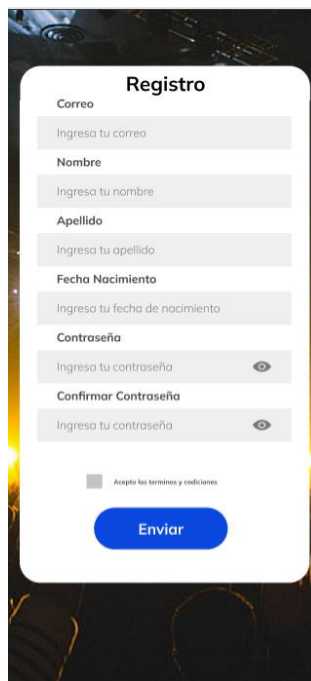 Registro
Correo
Ingresa tu correo
Nombre
Ingresa tu nombre
Apellido
Ingresa tu apellido
Fecha Nacimiento
Ingresa tu fecha de nacimiento
Contraseña
Ingresa tu contraseña
Confirmar Contraseña
Ingresa tu contraseña
Acepto los terminos y codiciones
Enviar